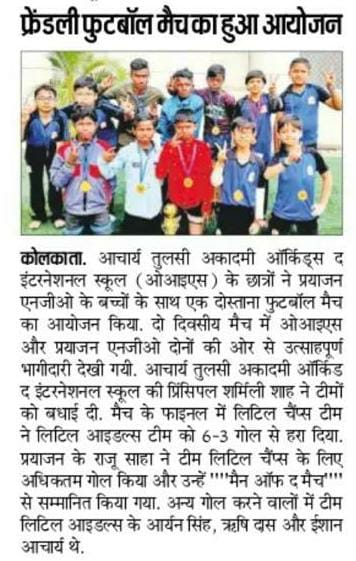 फ्रेंडली फुटबॉल मैच का हुआ आयोजन
कोलकाता. आचार्य तुलसी अकादमी ऑर्किड्स द
इंटरनेशनल स्कूल (ओआइएस) के छात्रों ने प्रयाजन
एनजीओ के बच्चों के साथ एक दोस्ताना फुटबॉल मैच
का आयोजन किया. दो दिवसीय मैच में ओआइएस
और प्रयाजन एनजीओ दोनों की ओर से उत्साहपूर्ण
भागीदारी देखी गयी. आचार्य तुलसी अकादमी ऑर्किड
द इंटरनेशनल स्कूल की प्रिंसिपल शर्मिली शाह ने टीमों
को बधाई दी. मैच के फाइनल में लिटिल चैंप्स टीम
ने लिटिल आइडल्स टीम को 6-3 गोल से हरा दिया.
प्रयाजन के राजू साहा ने टीम लिटिल चैंप्स के लिए
अधिकतम गोल किया और उन्हें """"मैन ऑफ द मैच""""
से सम्मानित किया गया. अन्य गोल करने वालों में टीम
लिटिल आइडल्स के आर्यन सिंह, ऋषि दास और ईशान
आचार्य थे.